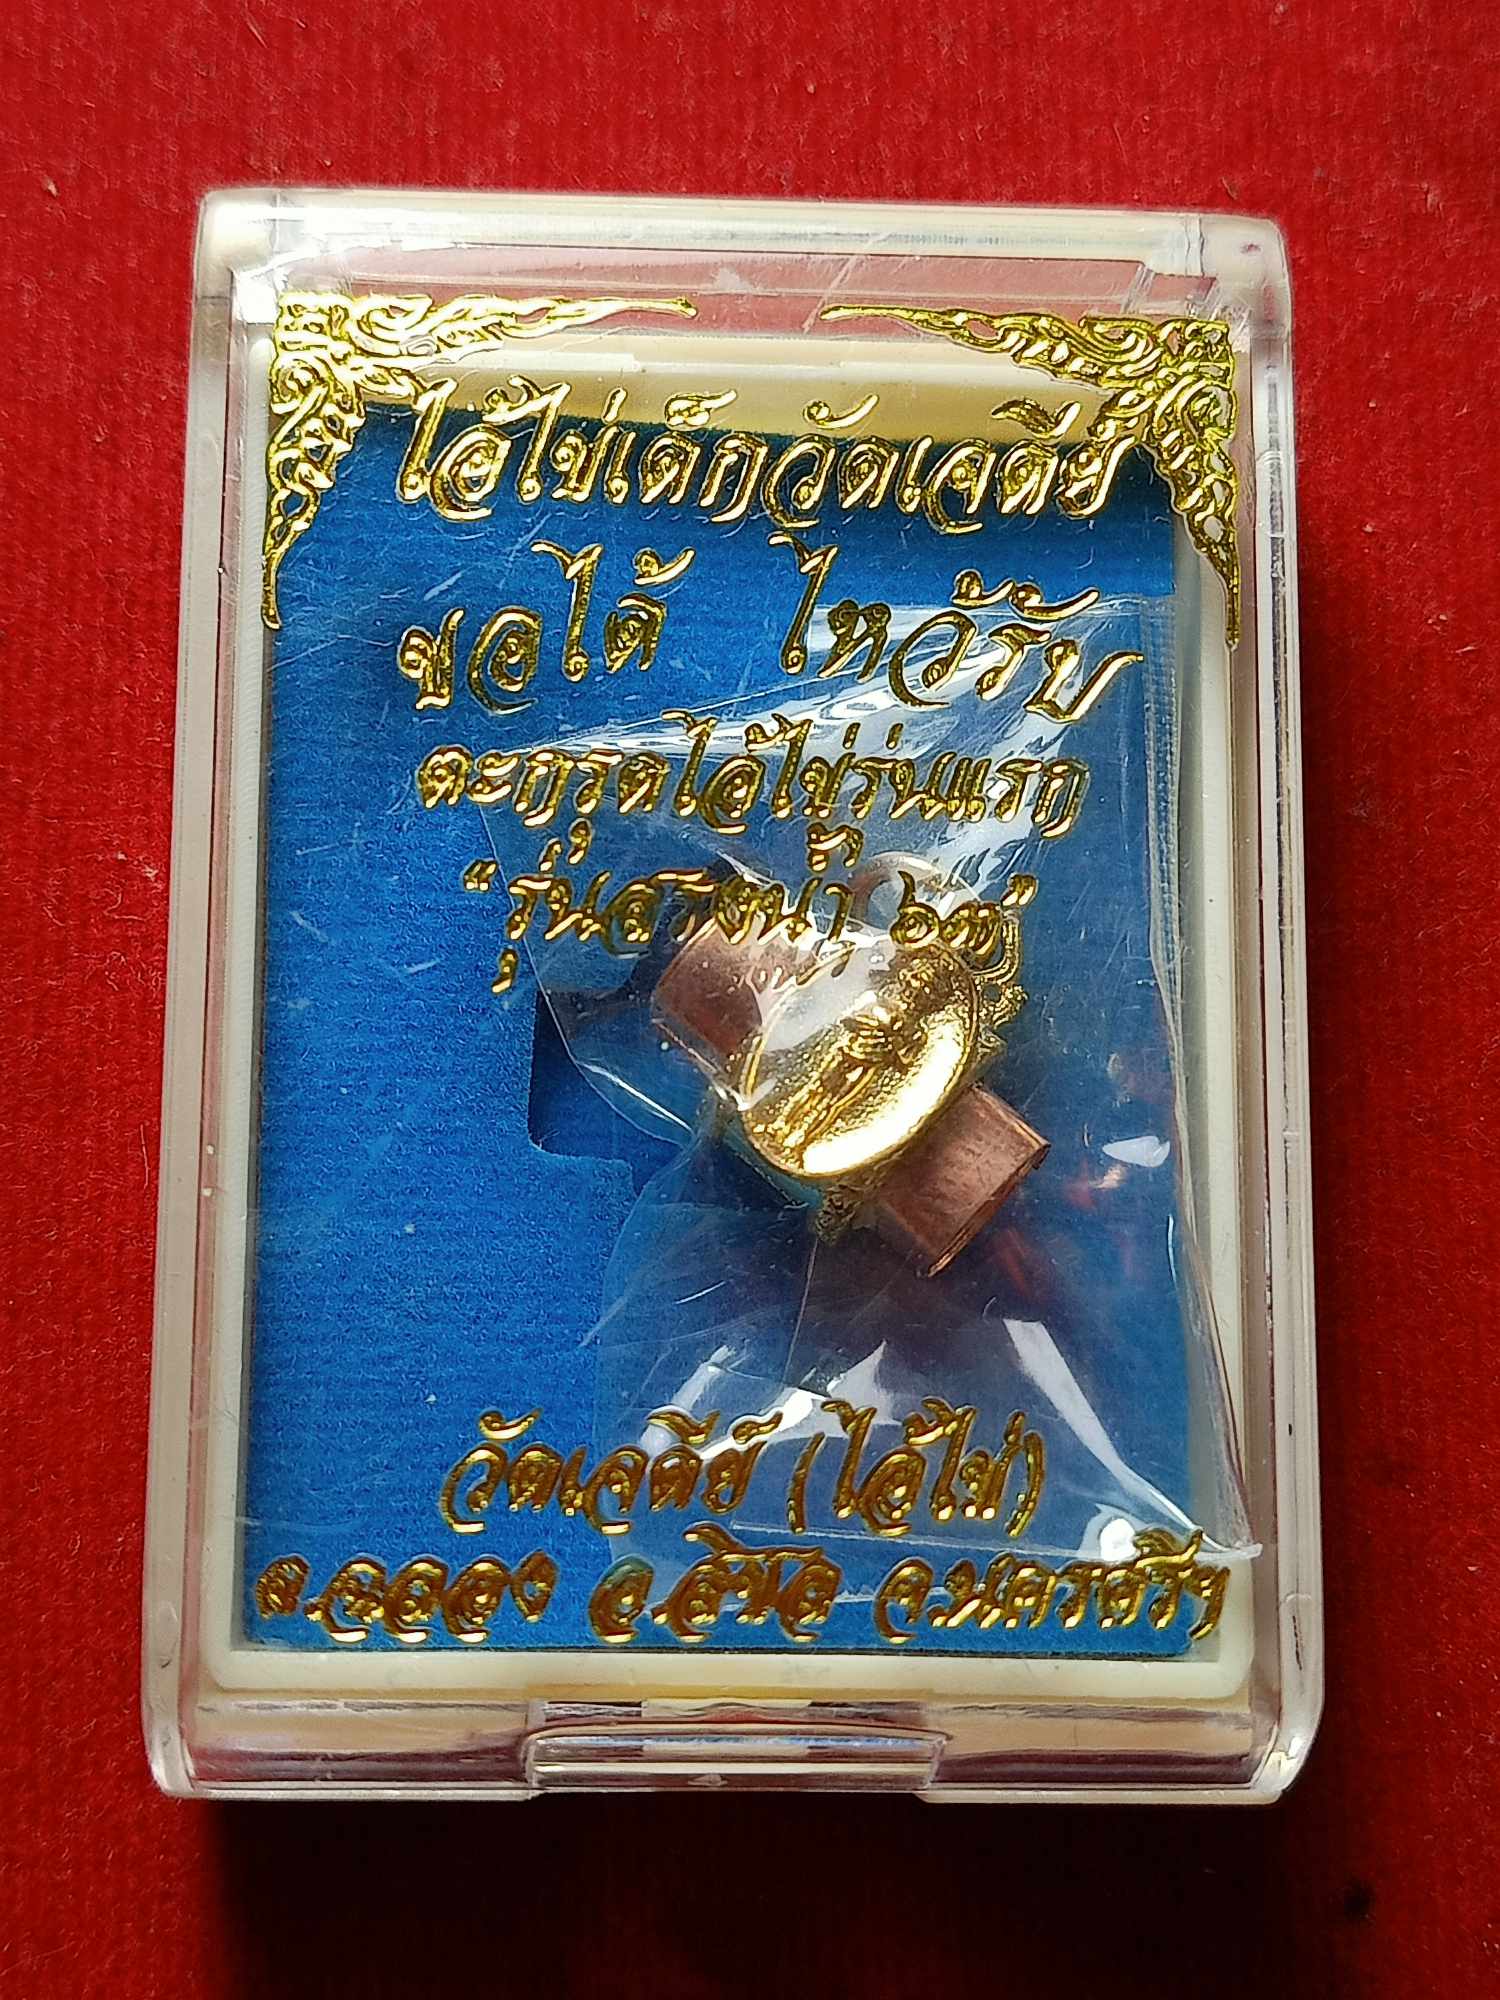 ไอ้ไข่เด็กวัดเจดีย์
ขอได้ ไหว้รับ
ตะกรุดไอ้ไข่รุ่นแรก
“รุ่นสรงน้ำ ๖๓”
วัดเจดีย์ (ไอ้ไข่)
ต.ฉลอง อ.สิชล จ.นครศรีฯ